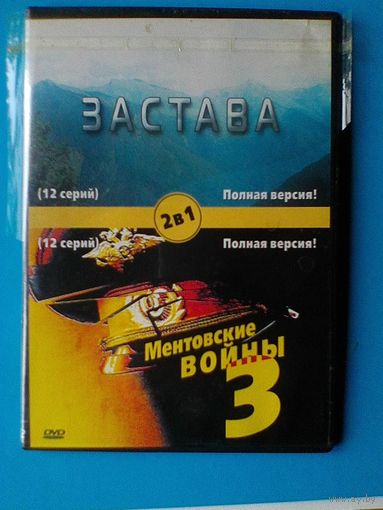 ЗАСТАВА
(12 серий) Полная версия!
2в1
(12 серий) Полная версия!
Ментовские
ВОЙНЫ
3
DVD